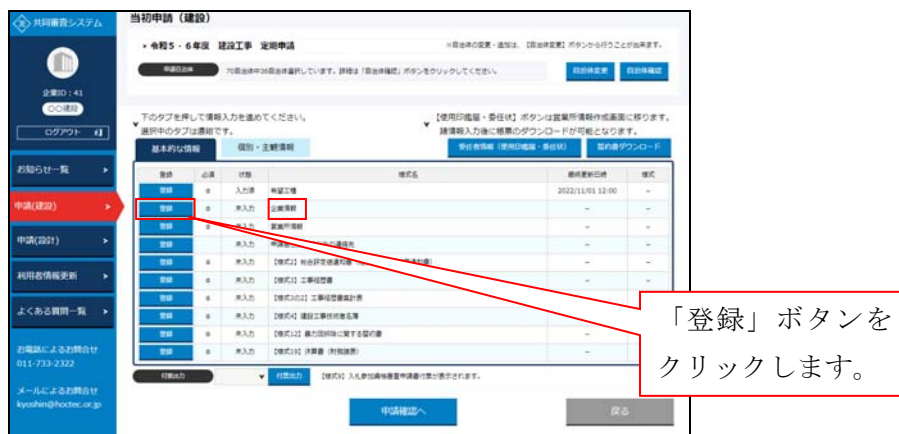 共同審査システム
企業ID:41
〇〇建設
ログアウト
お知らせ一覧
申請(建設)
申請(設計)
利用者情報更新
よくある質問一覧
お電話によるお問合せ
011-733-2322
メールによるお問合せ
kyoshin@hoctec.or.jp
当初申請(建設)
令和5・6年度 建設工事 定期申請
※自治体の変更・追加は、【自治体変更】ボタンから行うことが出来ます。
申請自治体
70自治体中36自治体選択しています。詳細は「自治体確認」ボタンをクリックしてください。
自治体変更 自治体確認
下のタブを押して情報入力を進めてください。
選択中のタブは濃紺です。
【使用印鑑届・委任状】ボタンは営業所情報作成画面に移ります。
諸情報入力後に帳票のダウンロードが可能となります。
基本的な情報 個別・主観情報
受任者情報(使用印鑑届・委任状) 誓約書ダウンロード
登録 必須 状態 様式名 最終更新日時 様式
登録 ※ 入力済 希望工種 2022/11/01 12:00 -
登録 ※ 未入力 企業情報 - -
登録 ※ 未入力 営業所情報 - -
登録 未入力 - -
登録 ※ 未入力 【様式2】総合評定値通知書
登録 ※ 未入力 【様式3】工事経歴書
登録 ※ 未入力 【様式3の2】工事経歴書集計表
登録 ※ 未入力 【様式4】建設工事技術者名簿
登録 ※ 未入力 【様式12】暴力団排除に関する誓約書 - -
登録 ※ 未入力 【様式19】決算書(財務諸表) - -
付票出力 付票出力 【様式9】入札参加資格審査申請書付票が表示されます。
申請確認へ 戻る
「登録」ボタンを
クリックします。